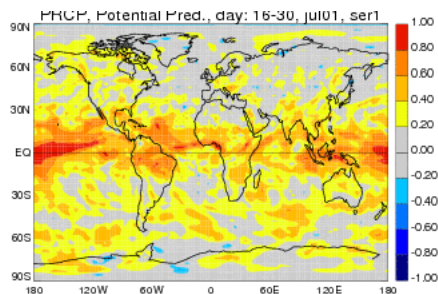 PRCP, Potential Pred., day: 16-30, jul01, ser1
90N
60N
30N
EQ
30S
60S
90S
180 120W 60W 0 60E 120E 180
1.00
0.80
0.60
0.40
0.20
0.00
-0.20
-0.40
-0.60
-0.80
-1.00